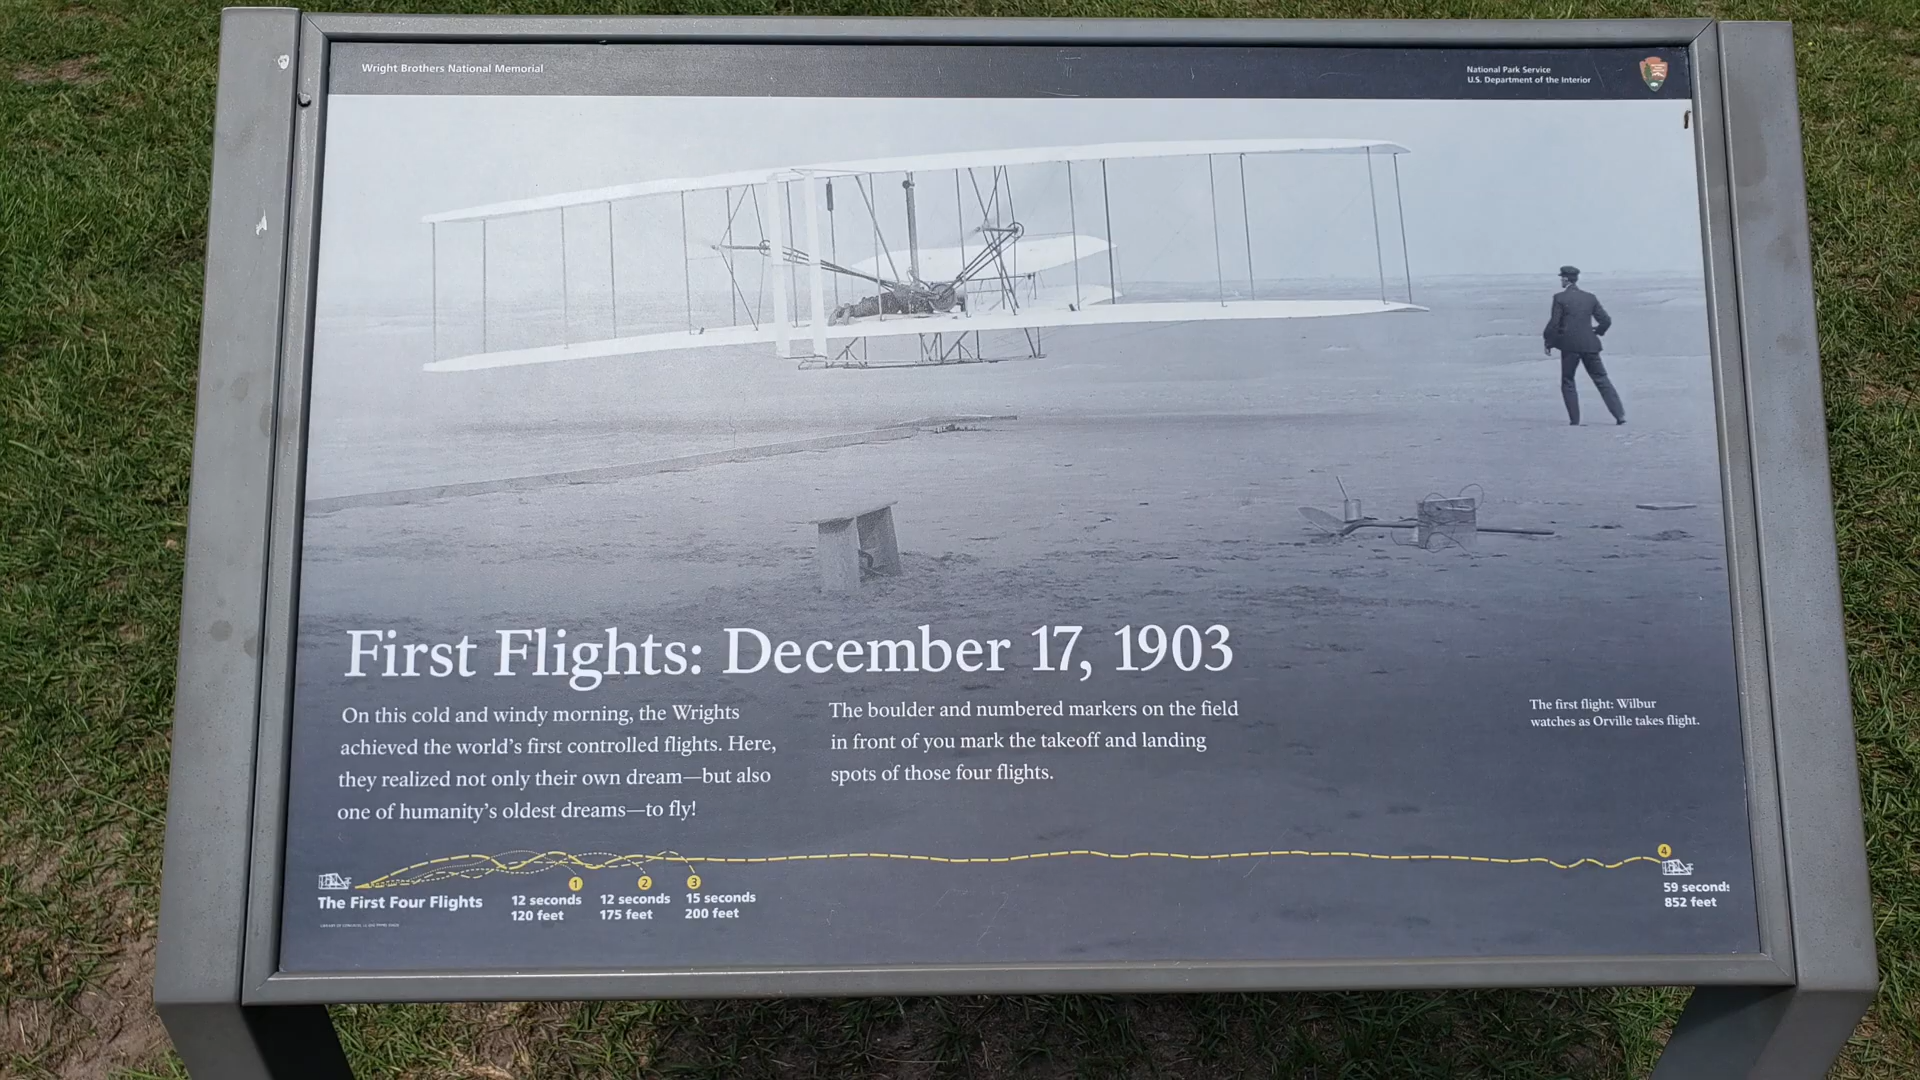 Wright Brothers National Memorial
National Park Service
U.S. Department of the Interior
First Flights: December 17, 1903
On this cold and windy morning, the Wrights
achieved the world's first controlled flights. Here,
they realized not only their own dream—but also
one of humanity's oldest dreams—to fly!
The boulder and numbered markers on the field
in front of you mark the takeoff and landing
spots of those four flights.
The first flight: Wilbur
watches as Orville takes flight.
The First Four Flights
1
12 seconds
120 feet
2
12 seconds
175 feet
3
15 seconds
200 feet
4
59 seconds
852 feet